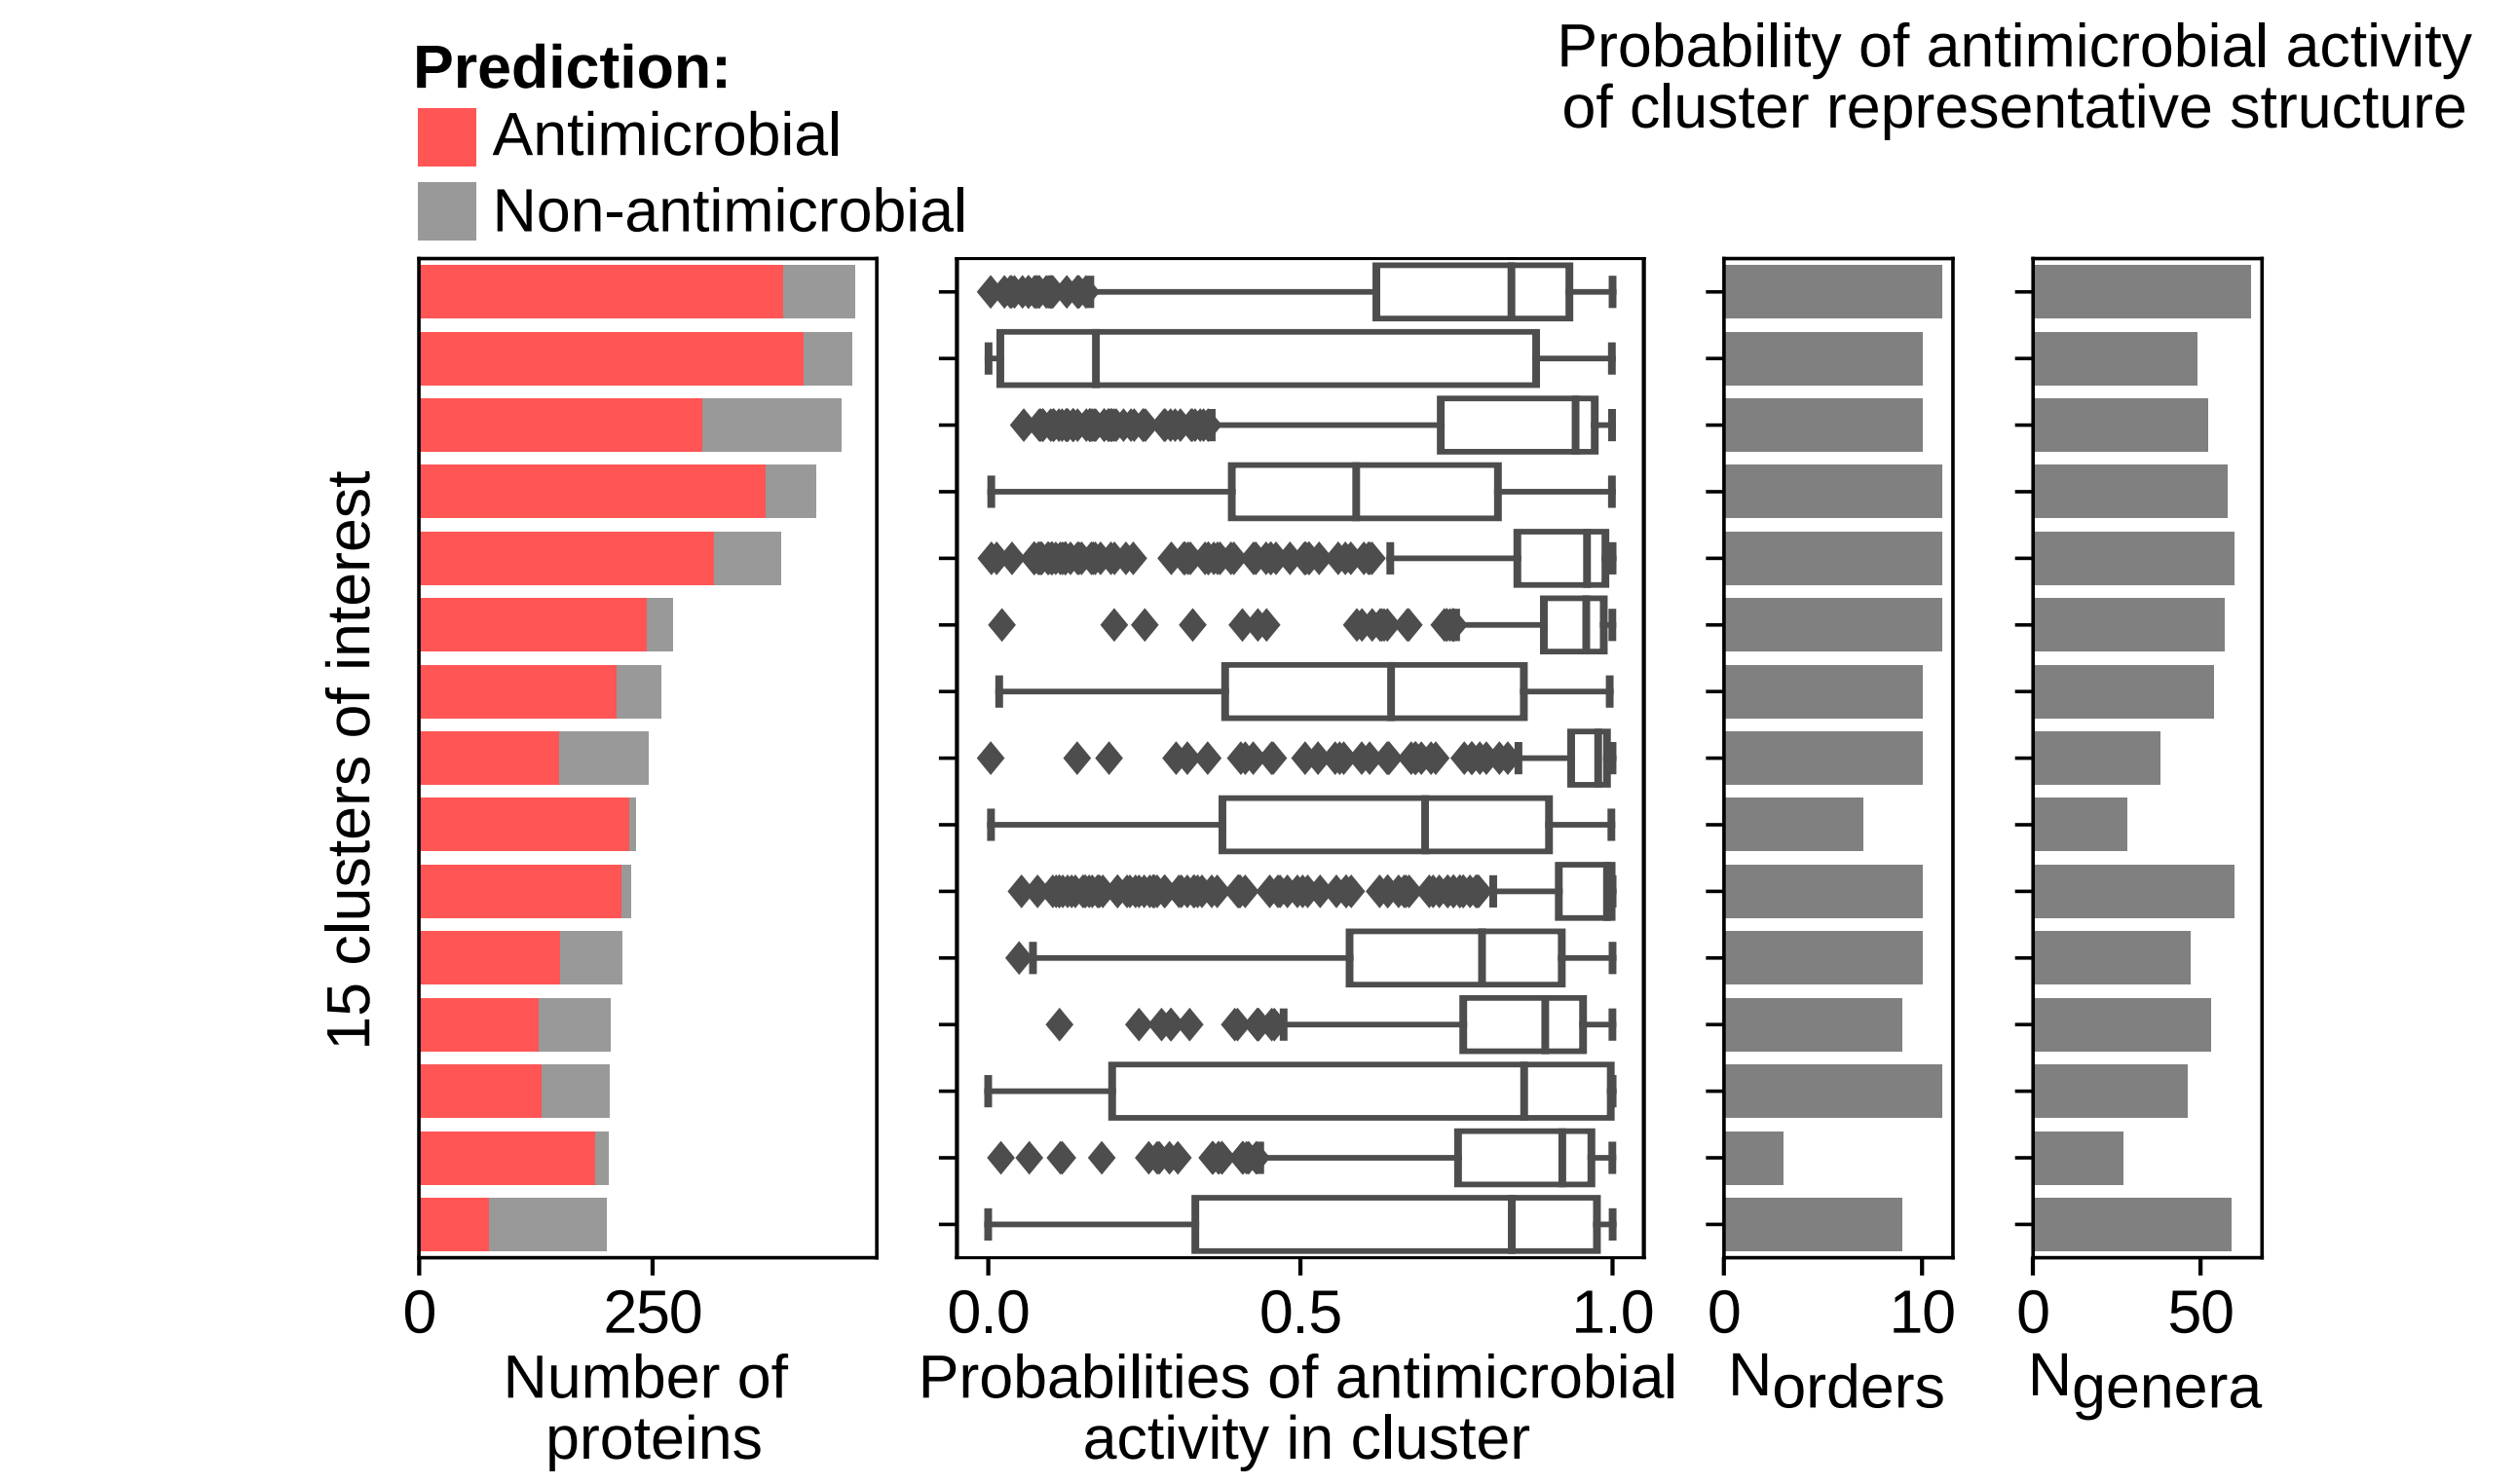 Probability of antimicrobial activity
of cluster representative structure
Prediction:
Antimicrobial
Non-antimicrobial
15 clusters of interest
0 250
0.0 0.5 1.0
0 10
0 50
Number of
proteins
Probabilities of antimicrobial
activity in cluster
Norders
Ngenera